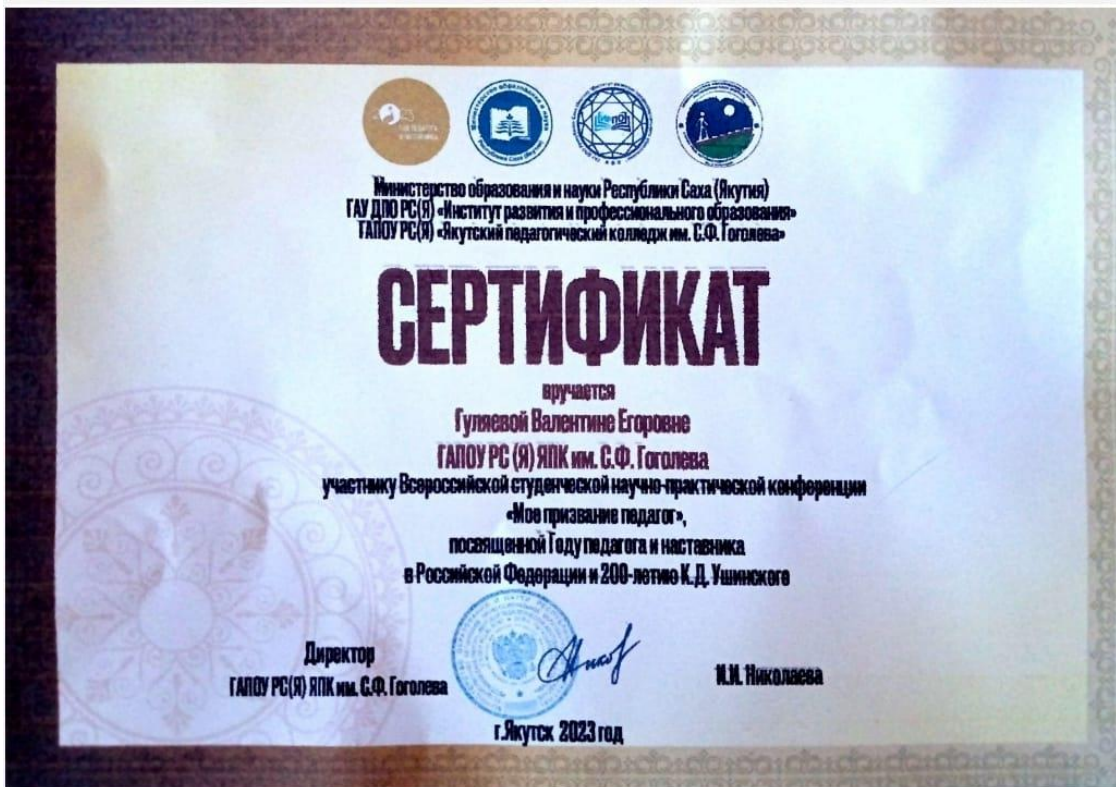 Министерство образования и науки Республики Саха (Якутия)
ГАУ ДПО РС(Я) «Институт развития и профессионального образования»
ГАПОУ РС(Я) «Якутский педагогический колледж им. С.Ф. Гоголева»
СЕРТИФИКАТ
вручается
Гуляевой Валентине Егоровне
ГАПОУ РС (Я) ЯПК им. С.Ф. Гоголева
участнику Всероссийской студенческой научно-практической конференции
«Мое призвание педагог»,
посвященной Году педагога и наставника
в Российской Федерации и 200-летию К.Д. Ушинского
Директор
ГАПОУ РС(Я) ЯПК им. С.Ф. Гоголева
И.И. Николаева
г.Якутск 2023 год